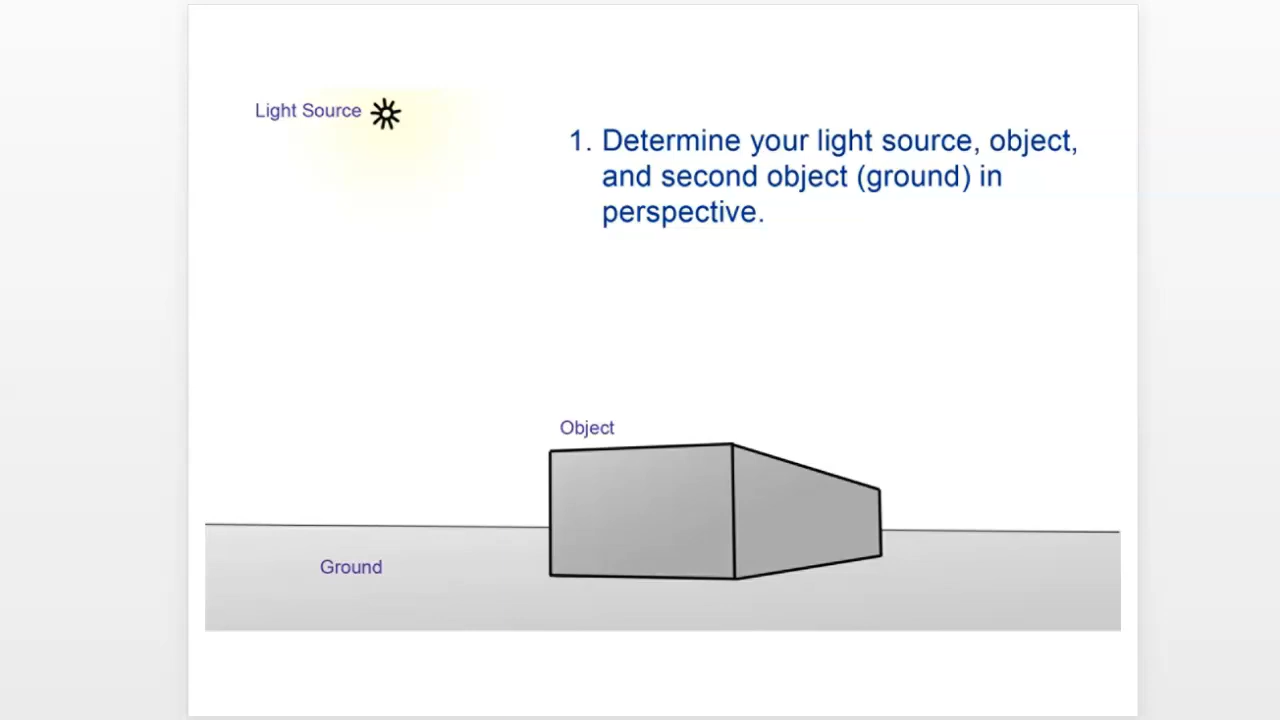 Light Source
1. Determine your light source, object,
and second object (ground) in
perspective.
Object
Ground